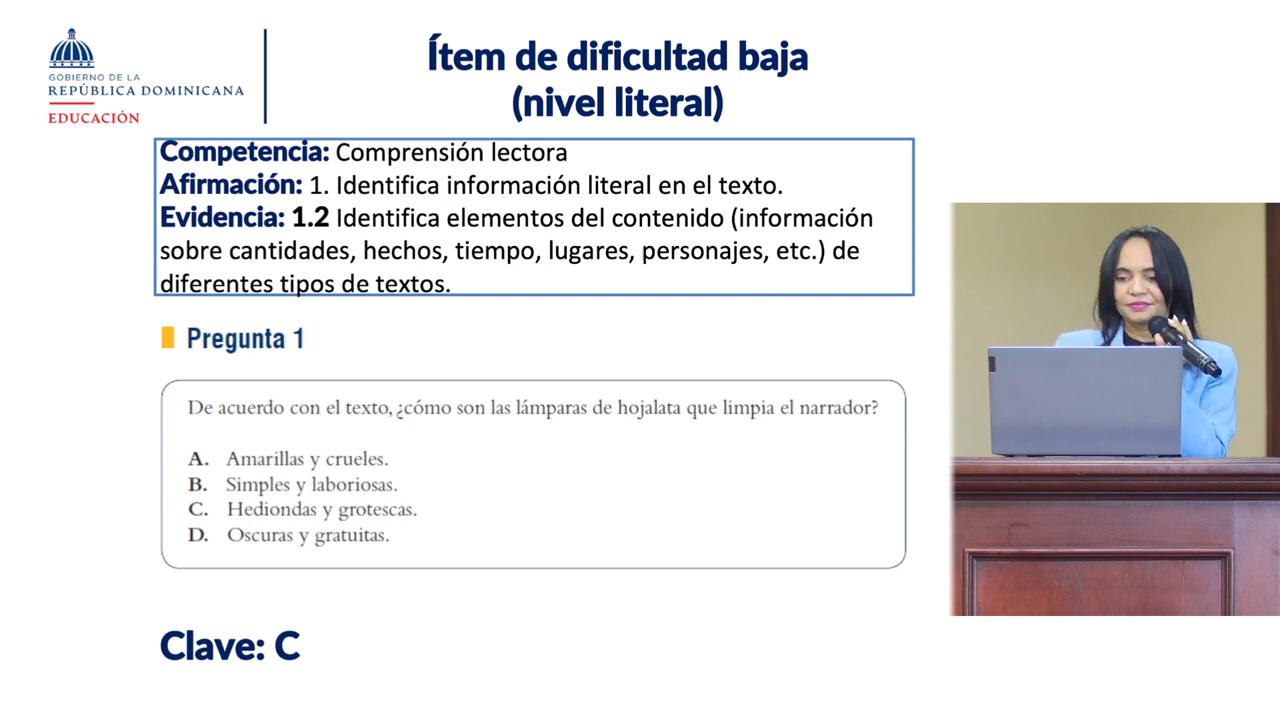 GOBIERNO DE LA
REPÚBLICA DOMINICANA
EDUCACIÓN
Ítem de dificultad baja
(nivel literal)
Competencia: Comprensión lectora
Afirmación: 1. Identifica información literal en el texto.
Evidencia: 1.2 Identifica elementos del contenido (información
sobre cantidades, hechos, tiempo, lugares, personajes, etc.) de
diferentes tipos de textos.
Pregunta 1
De acuerdo con el texto, ¿cómo son las lámparas de hojalata que limpia el narrador?
A. Amarillas y crueles.
B. Simples y laboriosas.
C. Hediondas y grotescas.
D. Oscuras y gratuitas.
Clave: C